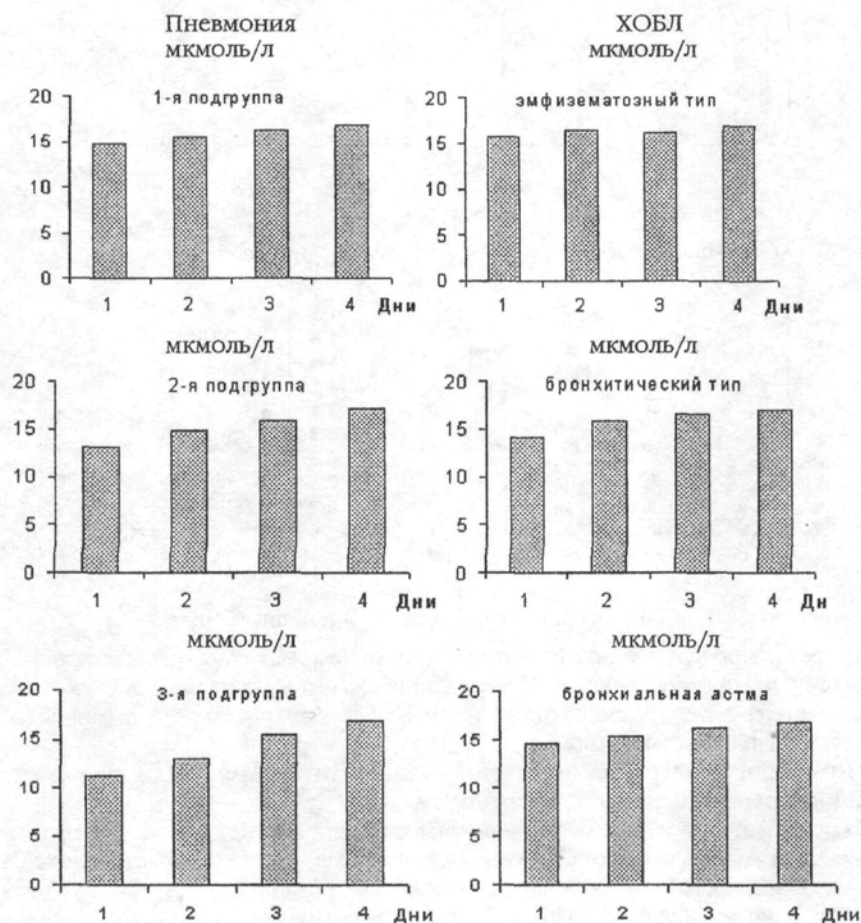 Пневмония ХОБЛ
мкмоль/л мкмоль/л
1-я подгруппа эмфизематозный тип
20 20
15 15
10 10
5 5
0 0
1 2 3 4 Дни 1 2 3 4 Дни
мкмоль/л мкмоль/л
2-я подгруппа бронхитический тип
20 20
15 15
10 10
5 5
0 0
1 2 3 4 Дни 1 2 3 4 Дн
мкмоль/л мкмоль/л
3-я подгруппа бронхиальная астма
20 20
15 15
10 10
5 5
0 0
1 2 3 4 Дни 1 2 3 4 Дни